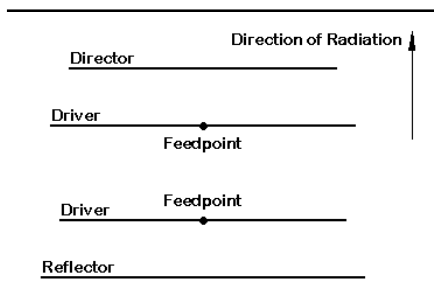 Direction of Radiation
Director
Driver
Feedpoint
Feedpoint
Driver
Reflector